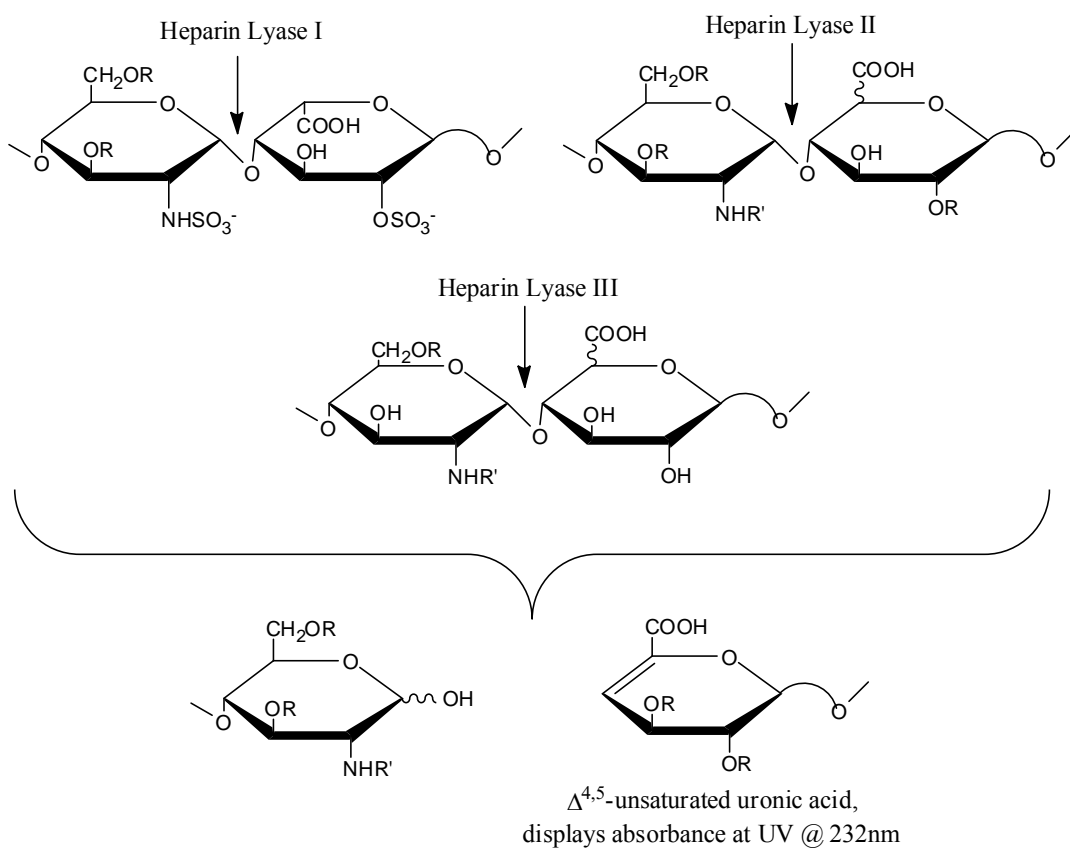 Heparin Lyase I
Heparin Lyase II
CH2OR
O
COOH
OH
OR
O
O
NHSO3-
OSO3-
O
CH2OR
O
COOH
O
OH
OR
O
O
NHR'
OR
O
Heparin Lyase III
CH2OR
O
COOH
O
OH
OH
O
O
NHR'
OH
O
CH2OR
O
OR
O
OH
NHR'
COOH
O
OR
OR
O
Δ4,5-unsaturated uronic acid,
displays absorbance at UV @ 232nm